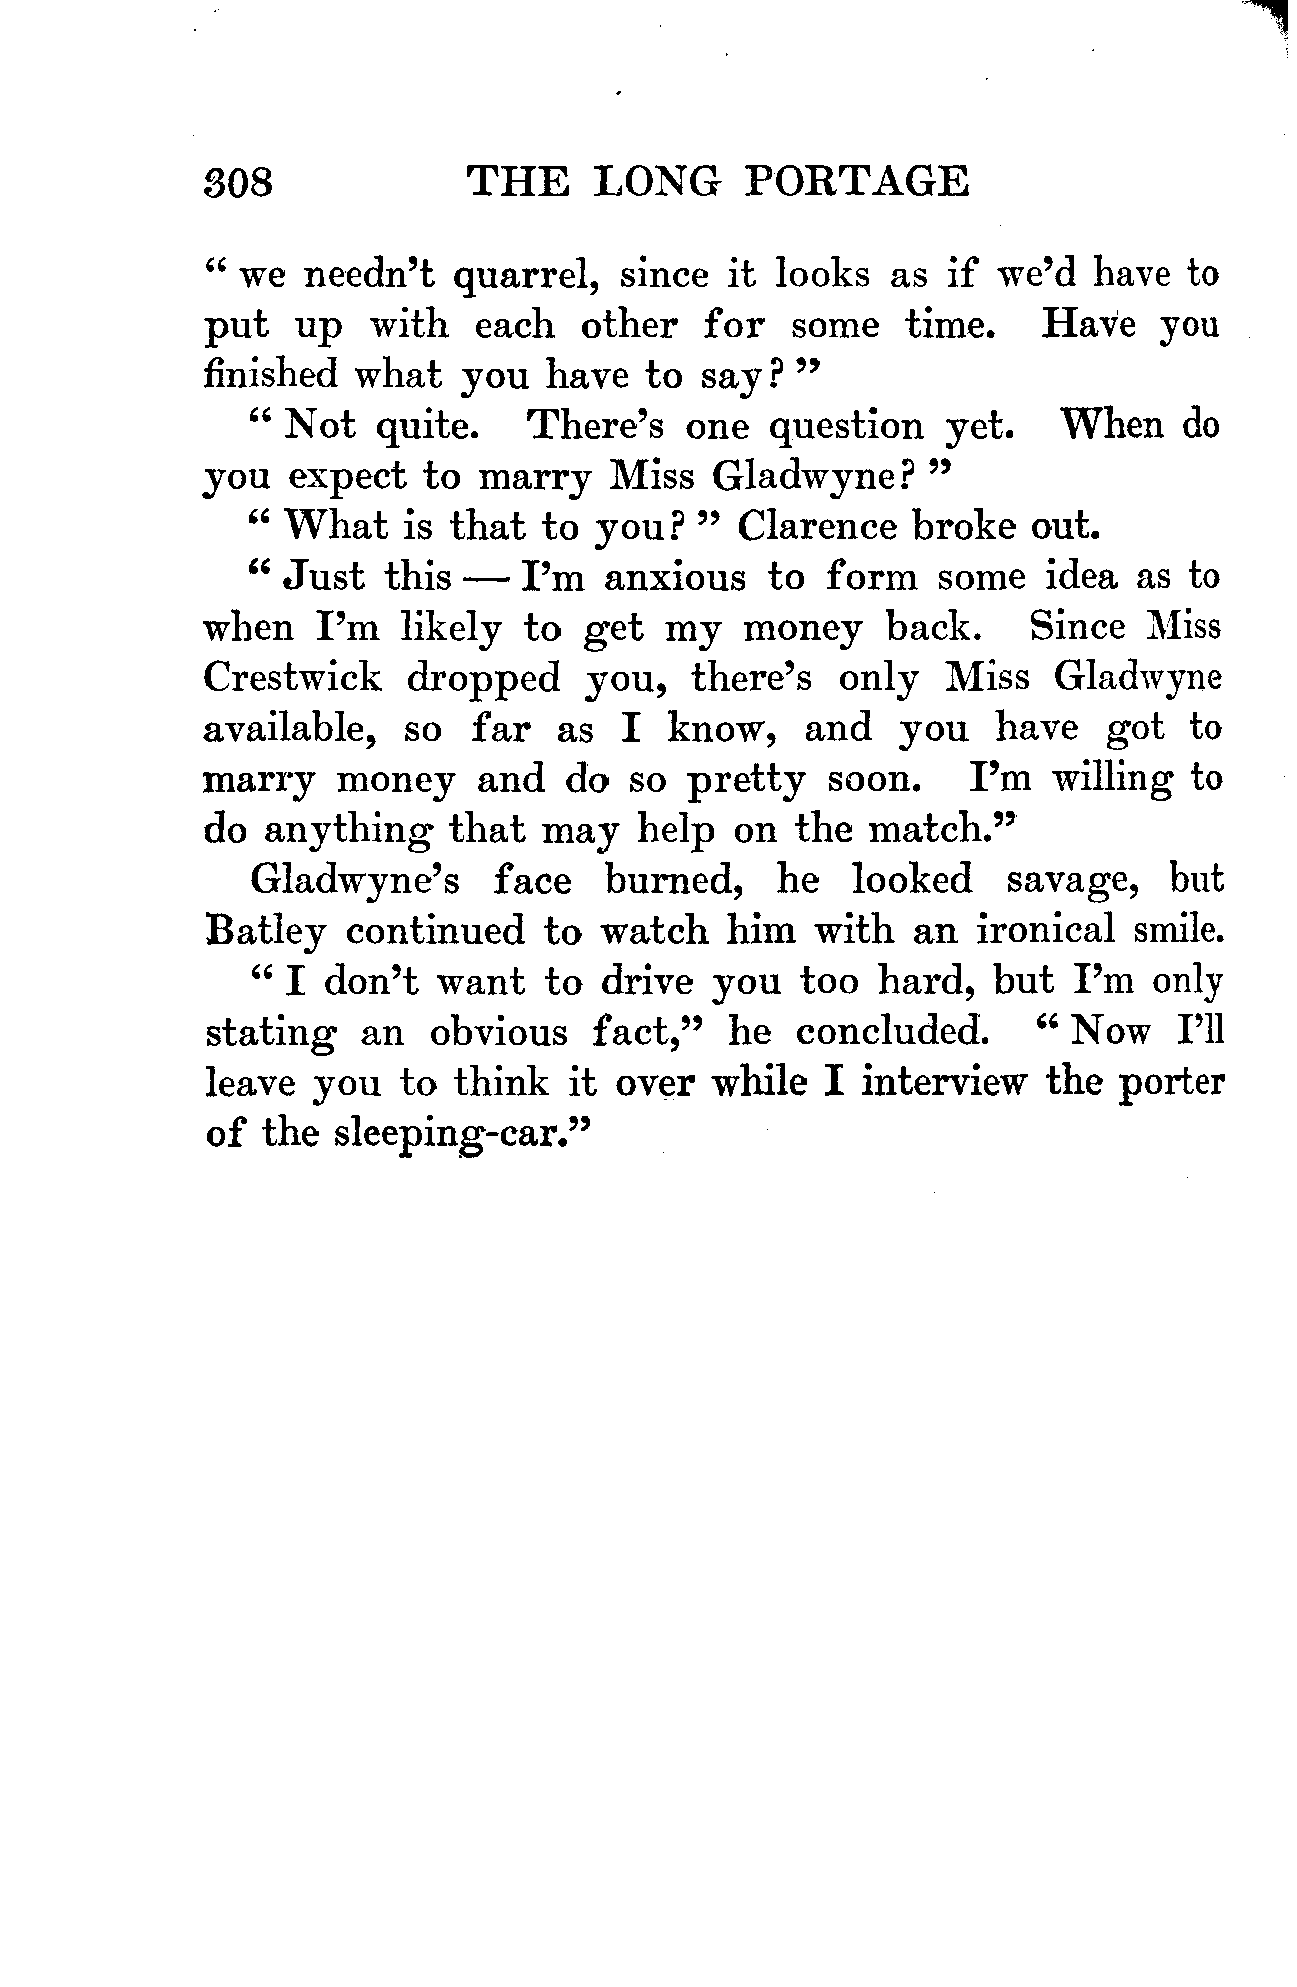 308 THE LONG PORTAGE
“ we needn’t quarrel, since it looks as if we’d have to
put up with each other for some time. Have you
finished what you have to say? ”
“ Not quite. There’s one question yet. When do
you expect to marry Miss Gladwyne? ”
“ What is that to you? ” Clarence broke out.
“ Just this — I’m anxious to form some idea as to
when I’m likely to get my money back. Since Miss
Crestwick dropped you, there’s only Miss Gladwyne
available, so far as I know, and you have got to
marry money and do so pretty soon. I’m willing to
do anything that may help on the match.”
Gladwyne’s face burned, he looked savage, but
Batley continued to watch him with an ironical smile.
“ I don’t want to drive you too hard, but I’m only
stating an obvious fact,” he concluded. “ Now I’ll
leave you to think it over while I interview the porter
of the sleeping-car.”